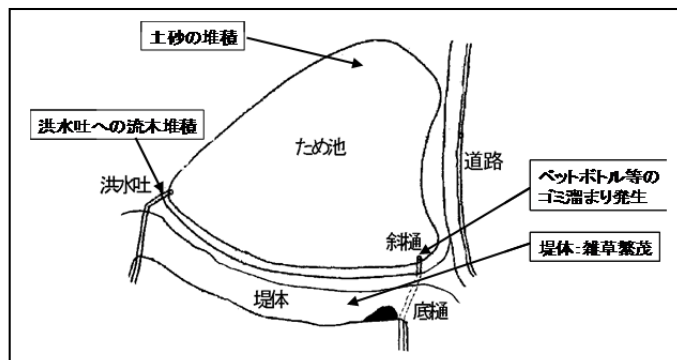 土砂の堆積
洪水吐への流木堆積
ため池
道路
洪水吐
ペットボトル等の
ゴミ溜まり発生
斜樋
堤体:雑草繁茂
堤体
底樋